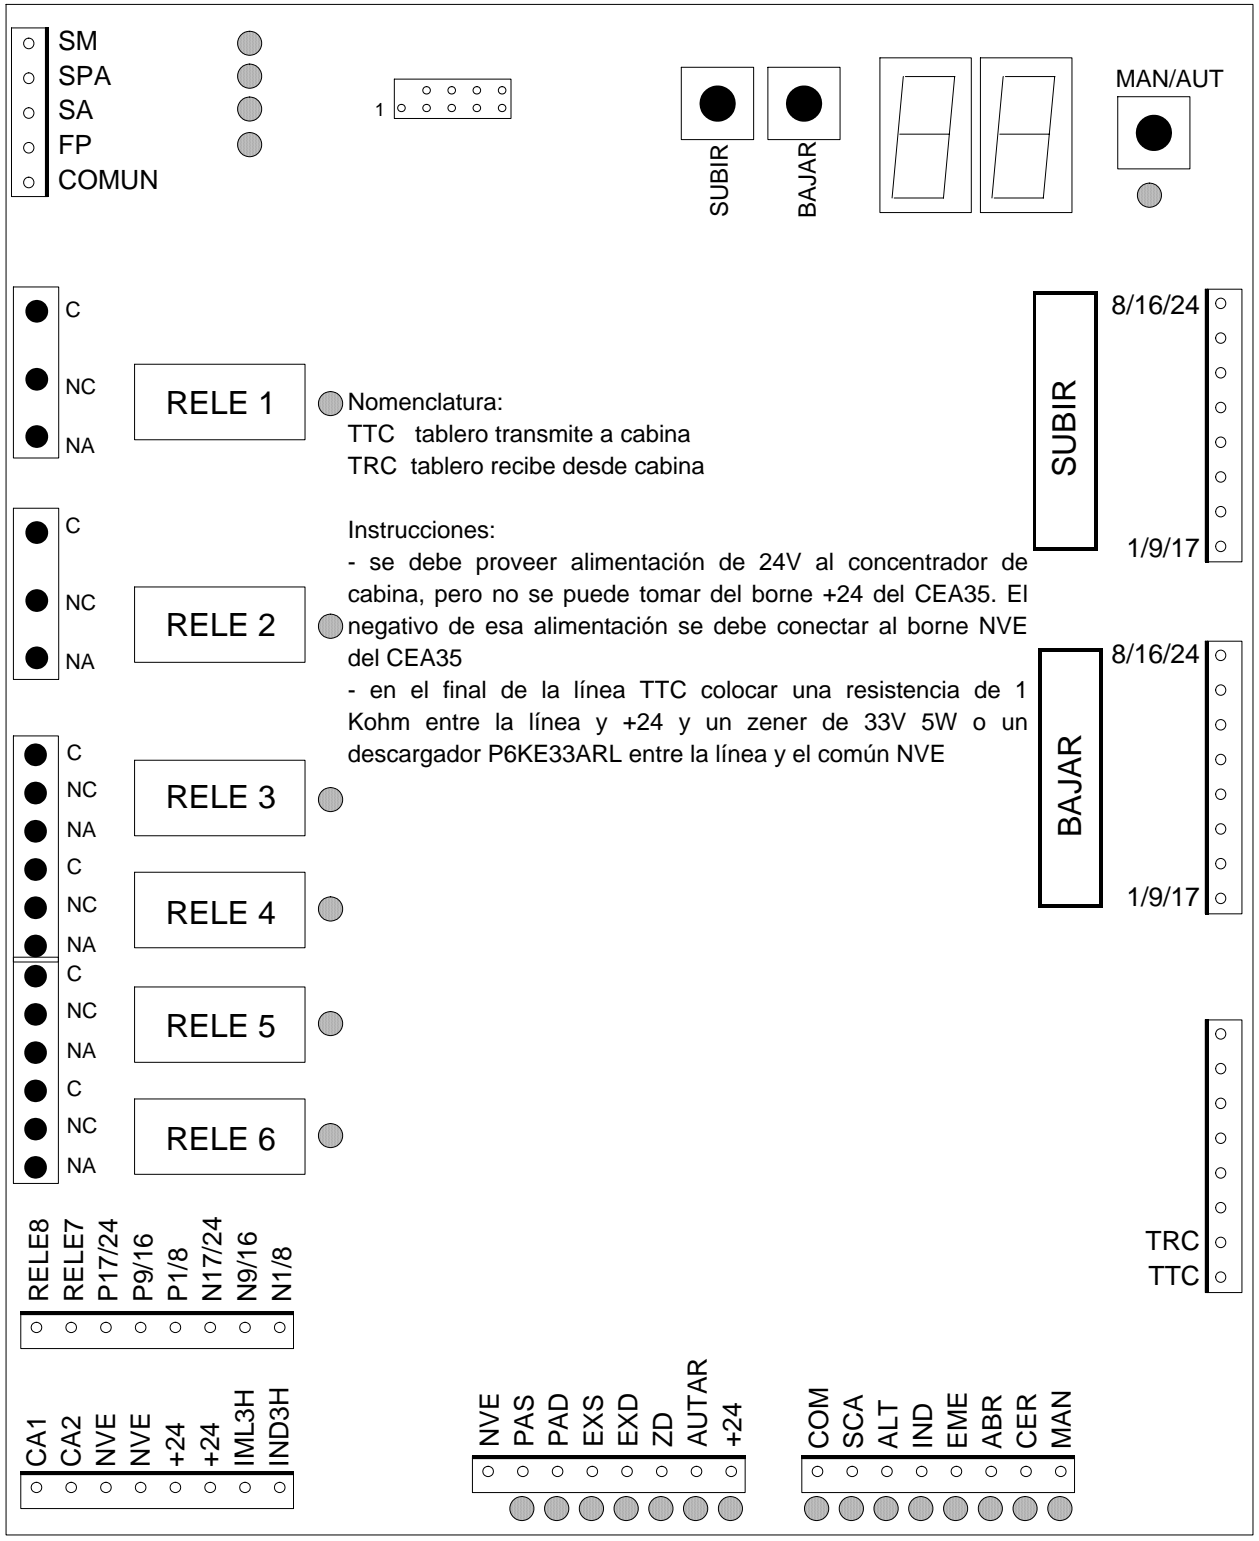 SM
SPA
SA
FP
COMUN
1
SUBIR
BAJAR
MAN/AUT
C
NC
NA
RELE 1
Nomenclatura:
TTC tablero transmite a cabina
TRC tablero recibe desde cabina
SUBIR
8/16/24
1/9/17
C
NC
NA
RELE 2
Instrucciones:
- se debe proveer alimentación de 24V al concentrador de
cabina, pero no se puede tomar del borne +24 del CEA35. El
negativo de esa alimentación se debe conectar al borne NVE
del CEA35
- en el final de la línea TTC colocar una resistencia de 1
Kohm entre la línea y +24 y un zener de 33V 5W o un
descargador P6KE33ARL entre la línea y el común NVE
BAJAR
8/16/24
1/9/17
C
NC
NA
RELE 3
C
NC
NA
RELE 4
C
NC
NA
RELE 5
C
NC
NA
RELE 6
TRC
TTC
RELE8
RELE7
P17/24
P9/16
P1/8
N17/24
N9/16
N1/8
CA1
CA2
NVE
NVE
+24
+24
IML3H
IND3H
NVE
PAS
PAD
EXS
EXD
ZD
AUTAR
+24
COM
SCA
ALT
IND
EME
ABR
CER
MAN